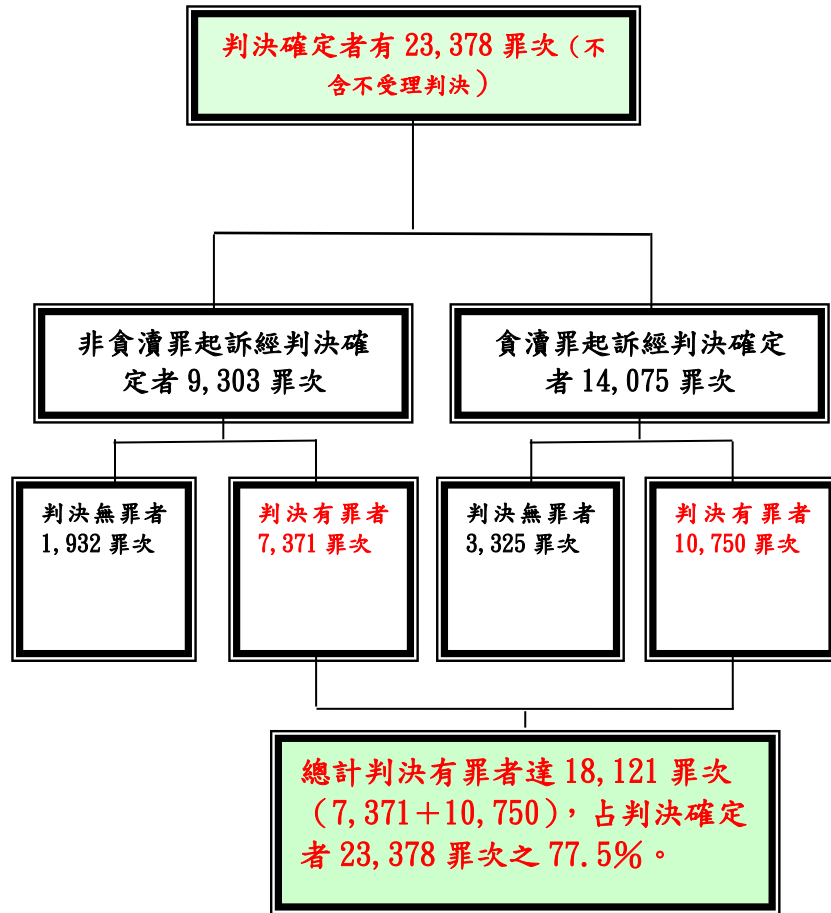 判決確定者有 23,378 罪次（不
含不受理判決）
非貪瀆罪起訴經判決確
定者 9,303 罪次
貪瀆罪起訴經判決確定
者 14,075 罪次
判決無罪者
1,932 罪次
判決有罪者
7,371 罪次
判決無罪者
3,325 罪次
判決有罪者
10,750 罪次
總計判決有罪者達 18,121 罪次
（7,371＋10,750），占判決確定
者 23,378 罪次之 77.5％。